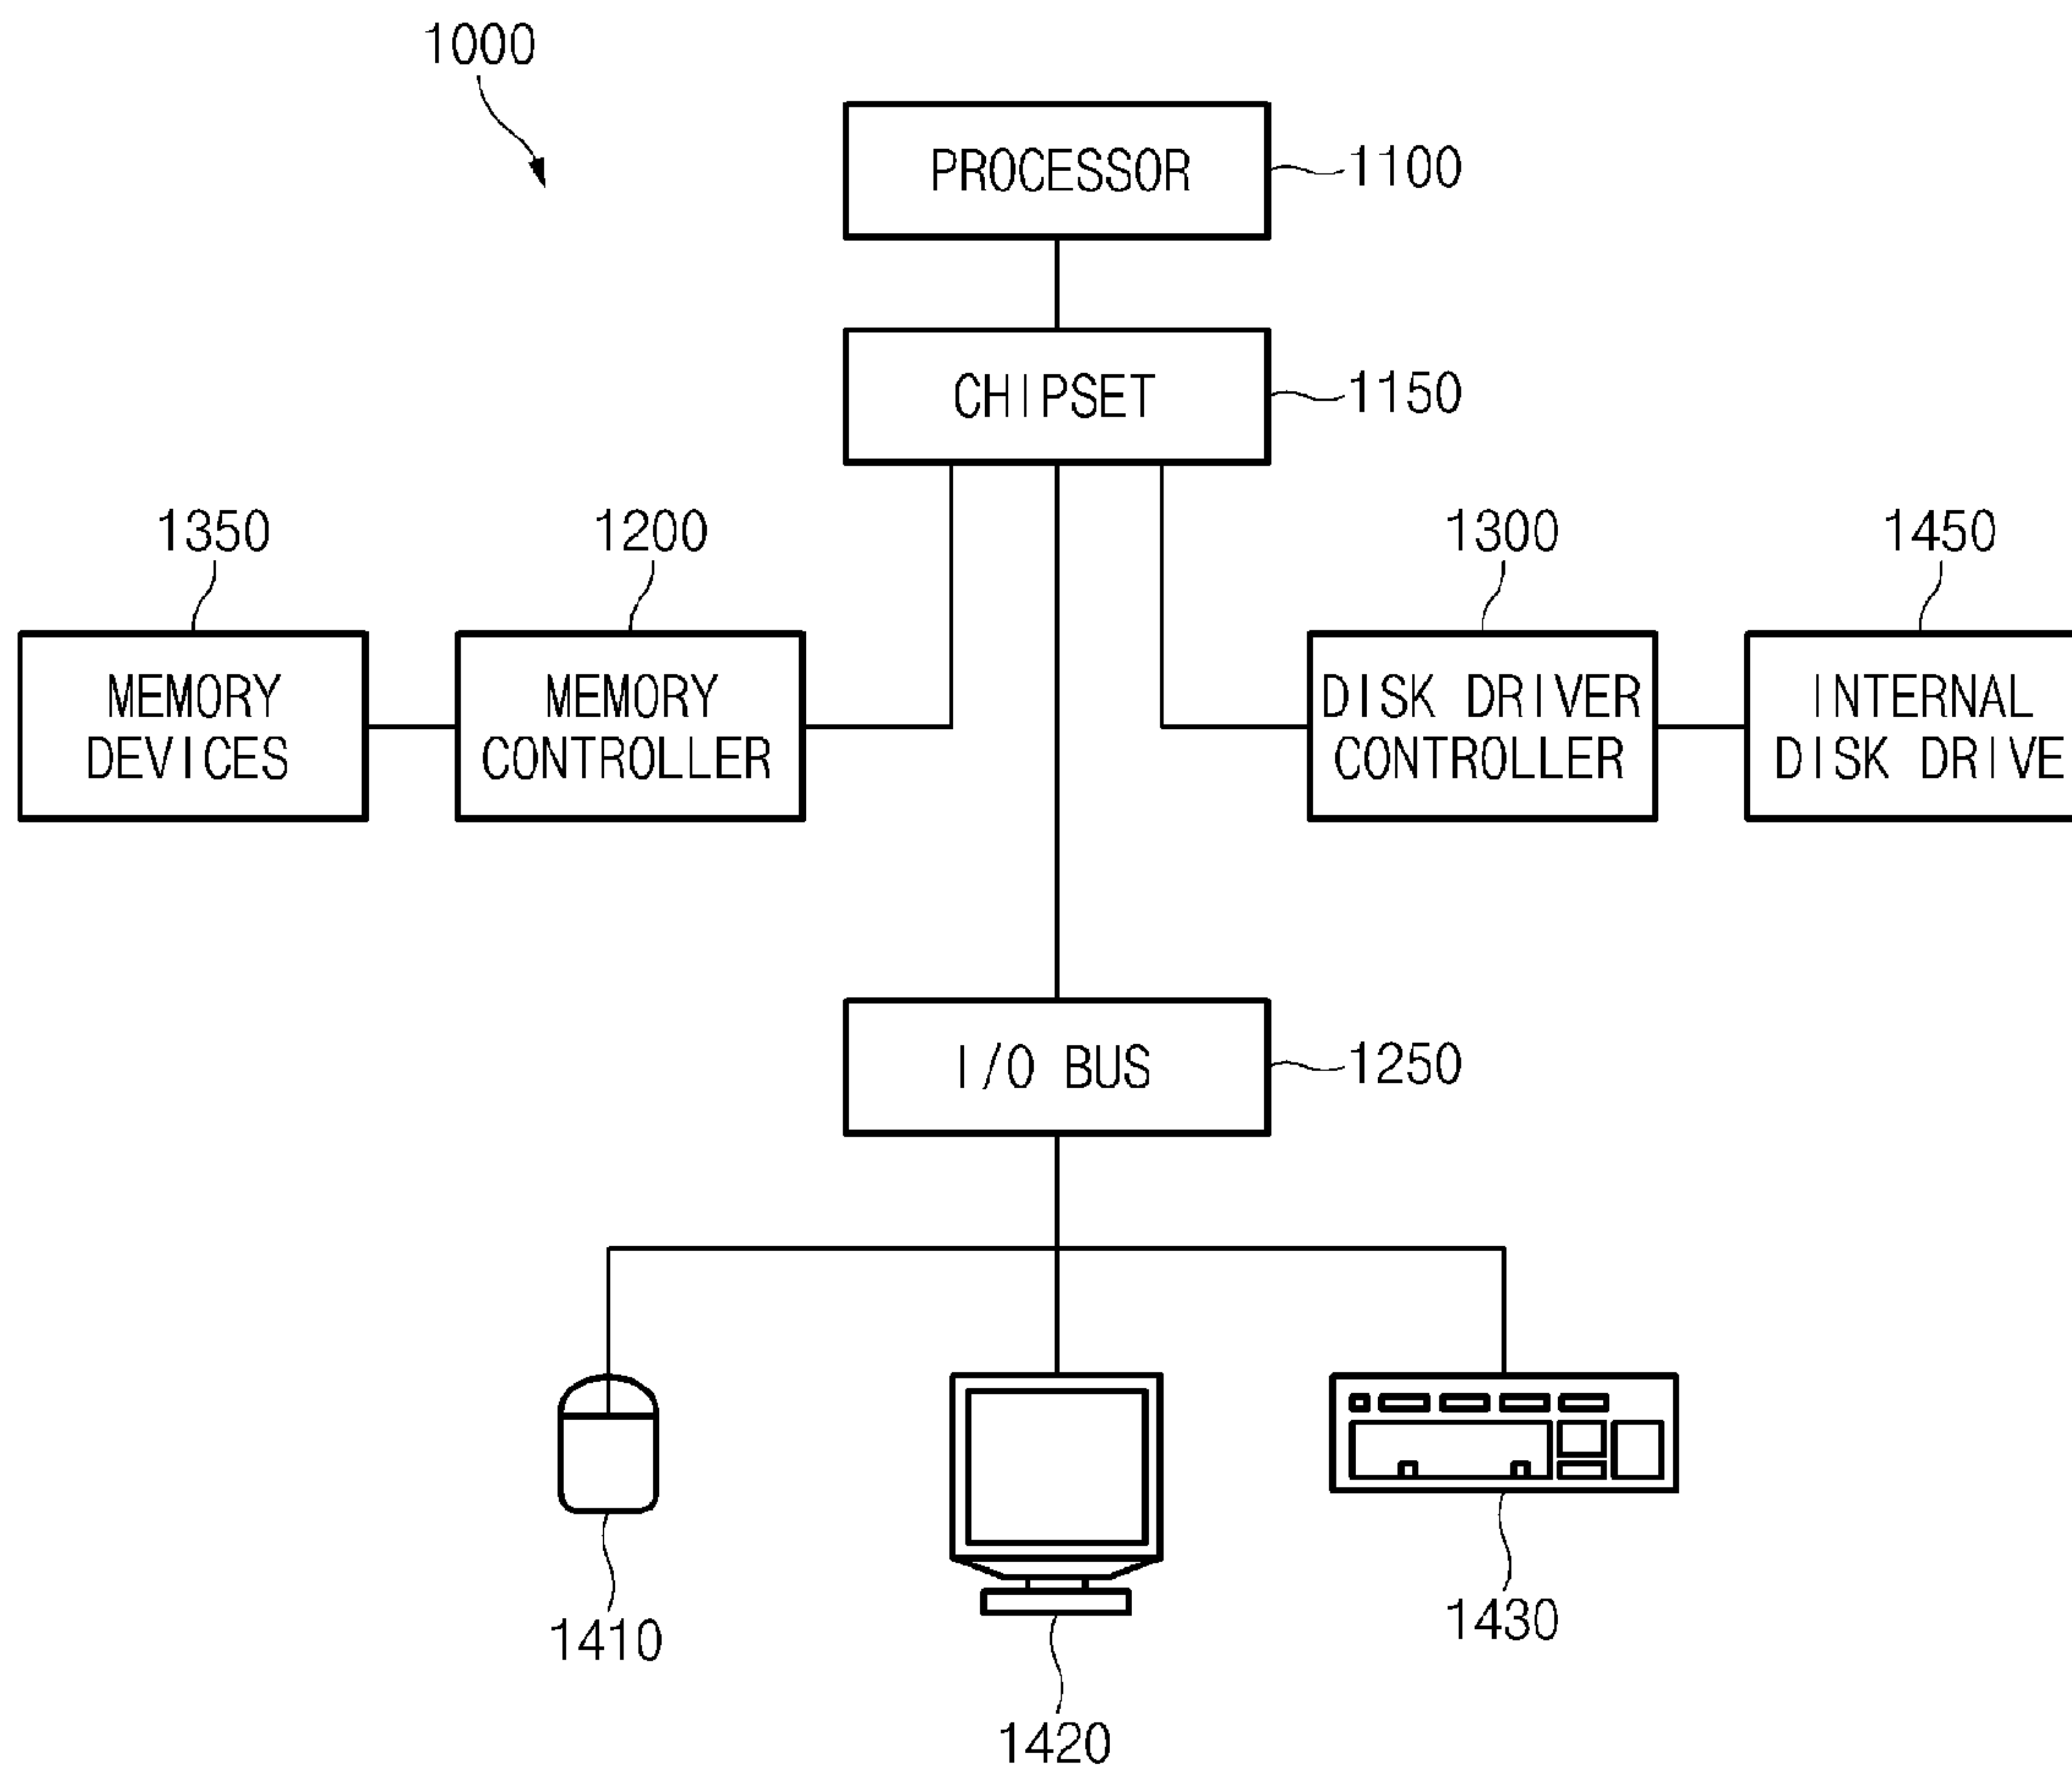 1000
PROCESSOR
1100
CHIPSET
1150
1350
1200
1300
1450
MEMORY
DEVICES
MEMORY
CONTROLLER
DISK DRIVER
CONTROLLER
INTERNAL
DISK DRIVE
I/O BUS
1250
1410
1420
1430